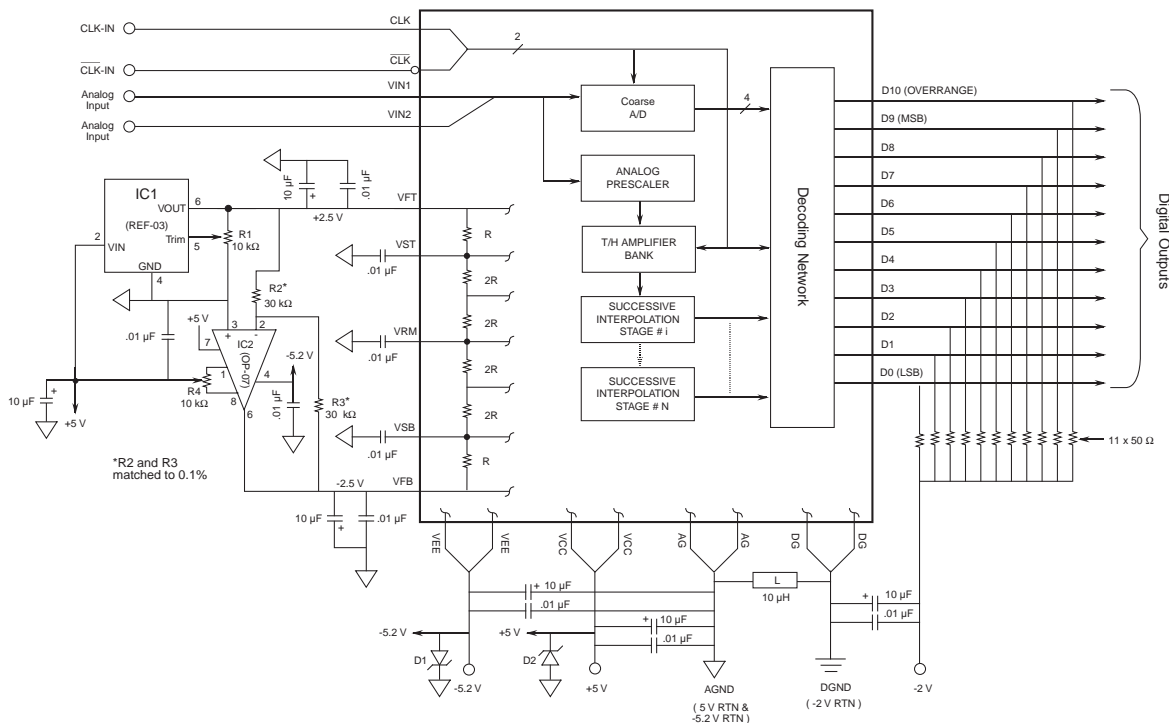 CLK-IN
CLK
CLK-IN
CLK
2
Analog
Input
VIN1
Analog
Input
VIN2
Coarse
A/D
4
ANALOG
PRESCALER
T/H AMPLIFIER
BANK
SUCCESSIVE
INTERPOLATION
STAGE # i
SUCCESSIVE
INTERPOLATION
STAGE # N
Decoding Network
D10 (OVERRANGE)
D9 (MSB)
D8
D7
D6
D5
D4
D3
D2
D1
D0 (LSB)
Digital Outputs
11 x 50 Ω
IC1
VOUT
6
(REF-03)
2
VIN
Trim
5
GND
4
R1
10 kΩ
10 µF
+
.01 µF
+2.5 V
VFT
R
VST
.01 µF
2R
2R
VRM
.01 µF
2R
2R
VSB
.01 µF
R
VFB
R2*
30 kΩ
.01 µF
+5 V
7
3
2
+
-
IC2
(OP-07)
1
4
-5.2 V
R4
10kΩ
8
6
.01 µF
R3*
30 kΩ
10 µF
+
+5 V
*R2 and R3
matched to 0.1%
-2.5 V
10 µF
+
.01 µF
VEE
VEE
VCC
VCC
AG
AG
DG
DG
+
10 µF
.01 µF
L
10 µH
+
10 µF
.01 µF
-5.2 V
D1
-5.2 V
+5 V
D2
+5 V
+
10 µF
.01 µF
AGND
( 5 V RTN &
-5.2 V RTN )
DGND
( -2 V RTN )
-2 V